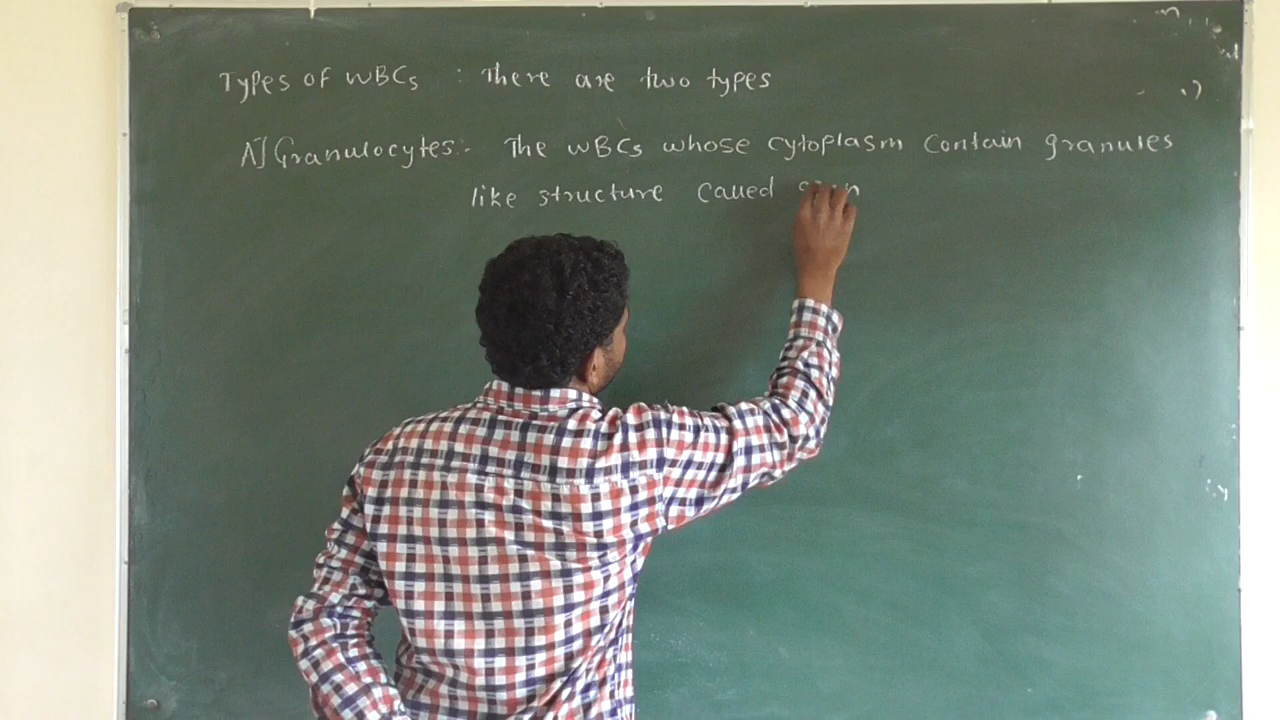 Types of WBCs : There are two types
A] Granulocytes:- The WBCs whose cytoplasm contain granules
like structure called